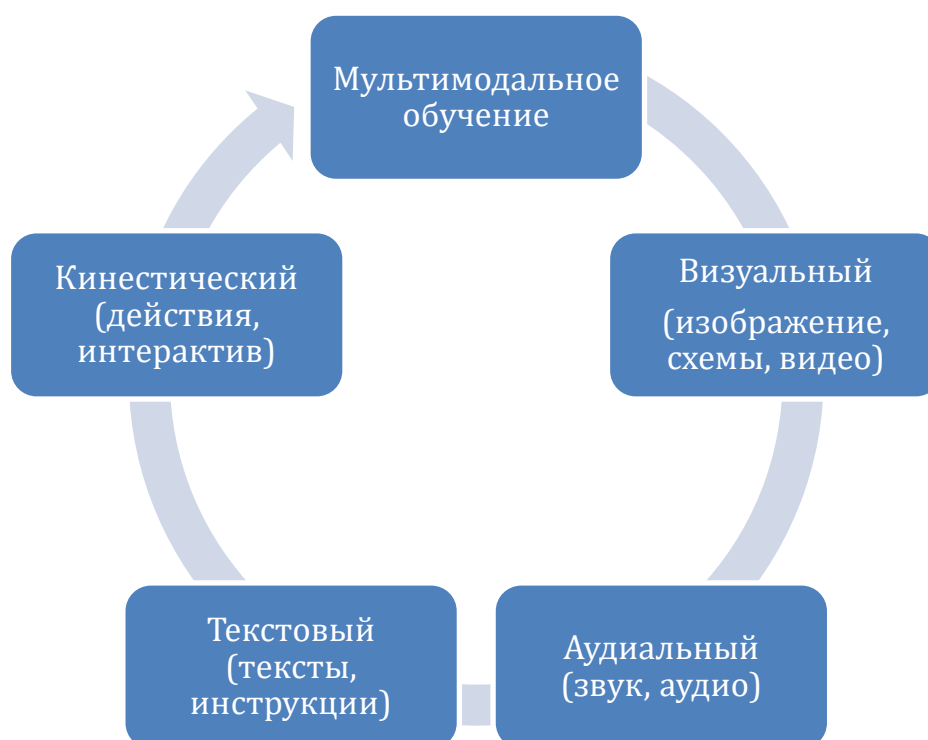 Мультимодальное
обучение
Визуальный
(изображение,
схемы, видео)
Аудиальный
(звук, аудио)
Текстовый
(тексты,
инструкции)
Кинестический
(действия,
интерактив)